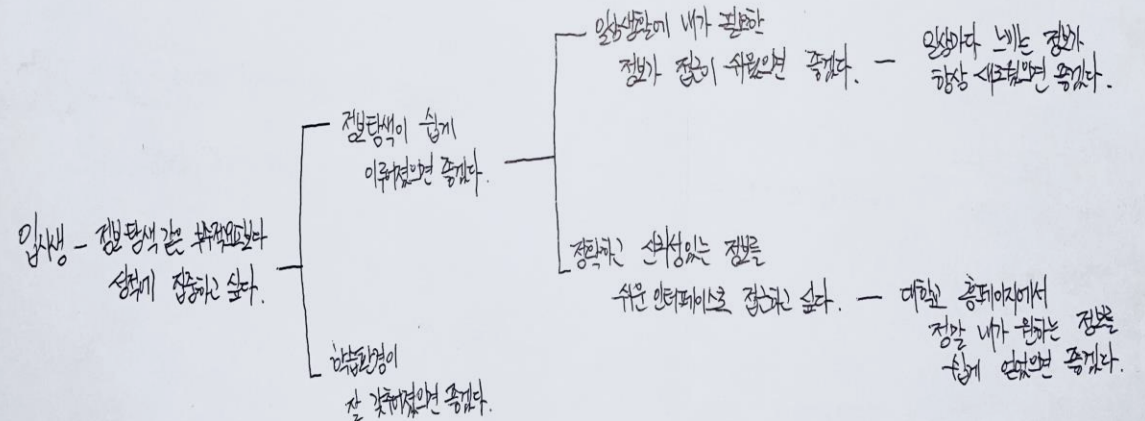 입시생 - 정보탐색 같은 부수적요소보다
성적에 집중하고 싶다.
정보탐색이 쉽게
이루어졌으면 좋겠다.
학습환경이
잘 갖추어졌으면 좋겠다.
일상생활에 내가 필요한
정보가 접근이 쉬웠으면 좋겠다. -
일상마다 느끼는 정보가
항상 새로웠으면 좋겠다.
정확하고 신뢰성있는 정보를
쉬운 인터페이스로 접근하고 싶다. -
대학교 홈페이지에서
정말 내가 원하는 정보를
쉽게 얻었으면 좋겠다.